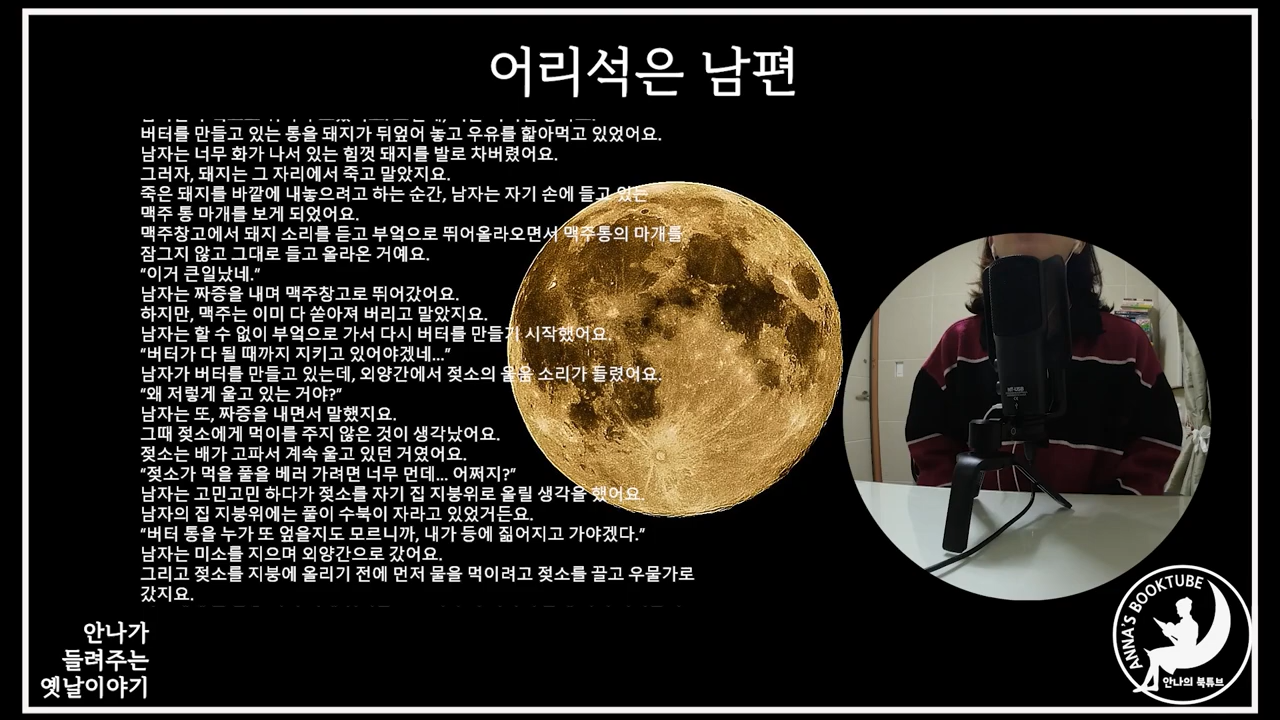 어리석은 남편
버터를 만들고 있는 통을 돼지가 뒤엎어 놓고 우유를 핥아먹고 있었어요.
남자는 너무 화가 나서 있는 힘껏 돼지를 발로 차버렸어요.
그러자, 돼지는 그 자리에서 죽고 말았지요.
죽은 돼지를 바깥에 내놓으려고 하는 순간, 남자는 자기 손에 들고 있는
맥주 통 마개를 보게 되었어요.
맥주창고에서 돼지 소리를 듣고 부엌으로 뛰어올라오면서 맥주통의 마개를
잠그지 않고 그대로 들고 올라온 거예요.
“이거 큰일났네.”
남자는 짜증을 내며 맥주창고로 뛰어갔어요.
하지만, 맥주는 이미 다 쏟아져 버리고 말았지요.
남자는 할 수 없이 부엌으로 가서 다시 버터를 만들기 시작했어요.
“버터가 다 될 때까지 지키고 있어야겠네...”
남자가 버터를 만들고 있는데, 외양간에서 젖소의 울음 소리가 들렸어요.
“왜 저렇게 울고 있는 거야?”
남자는 또, 짜증을 내면서 말했지요.
그때 젖소에게 먹이를 주지 않은 것이 생각났어요.
젖소는 배가 고파서 계속 울고 있던 거였어요.
“젖소가 먹을 풀을 베러 가려면 너무 먼데... 어쩌지?”
남자는 고민고민 하다가 젖소를 자기 집 지붕위로 올릴 생각을 했어요.
남자의 집 지붕위에는 풀이 수북이 자라고 있었거든요.
“버터 통을 누가 또 엎을지도 모르니까, 내가 등에 짊어지고 가야겠다.”
남자는 미소를 지으며 외양간으로 갔어요.
그리고 젖소를 지붕에 올리기 전에 먼저 물을 먹이려고 젖소를 끌고 우물가로
갔지요.
안나가
들려주는
옛날이야기
ANNA'S BOOKTUBE
안나의 북튜브